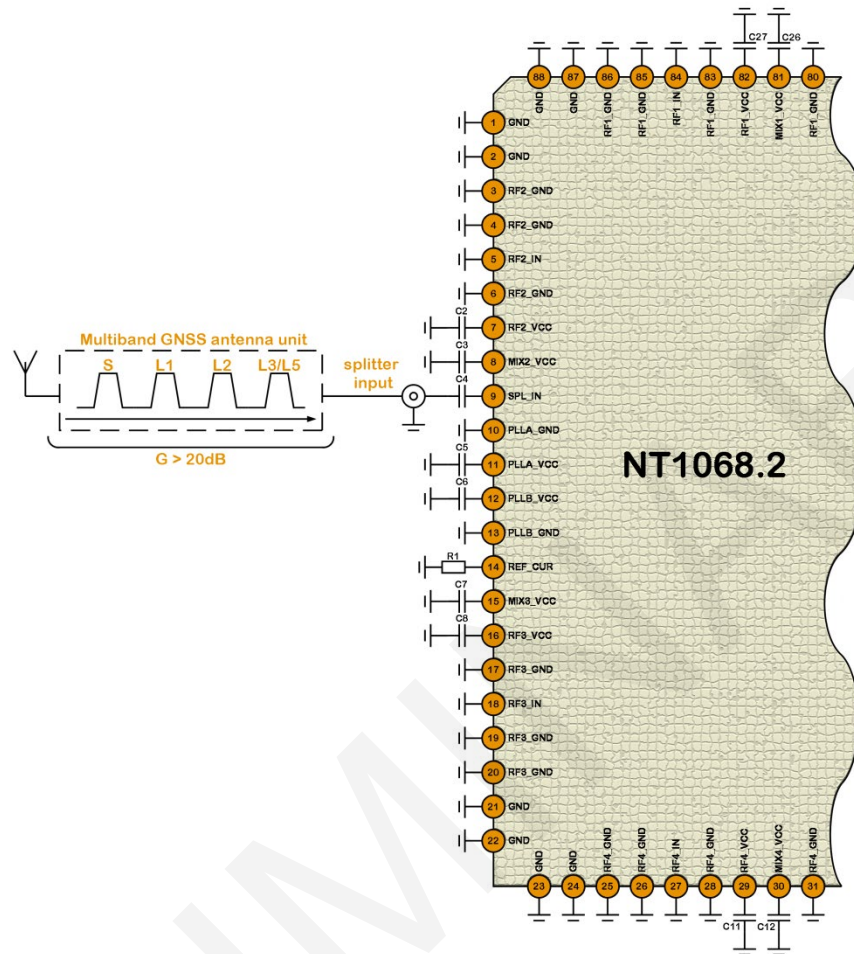 C27
C26
88
87
86
85
84
83
82
81
80
GND
GND
RF1_GND
RF1_GND
RF1_IN
RF1_GND
RF1_VCC
MIX1_VCC
RF1_GND
1 GND
2 GND
3 RF2_GND
4 RF2_GND
5 RF2_IN
6 RF2_GND
C2 7 RF2_VCC
C3 8 MIX2_VCC
Multiband GNSS antenna unit
S L1 L2 L3/L5
splitter
input
C4 9 SPL_IN
10 PLLA_GND
G > 20dB
C5 11 PLLA_VCC
NT1068.2
C6 12 PLLB_VCC
13 PLLB_GND
R1 14 REF_CUR
C7 15 MIX3_VCC
C8 16 RF3_VCC
17 RF3_GND
18 RF3_IN
19 RF3_GND
20 RF3_GND
21 GND
22 GND
GND
GND
RF4_GND
RF4_GND
RF4_IN
RF4_GND
RF4_VCC
MIX4_VCC
RF4_GND
23
24
25
26
27
28
29
30
31
C11
C12